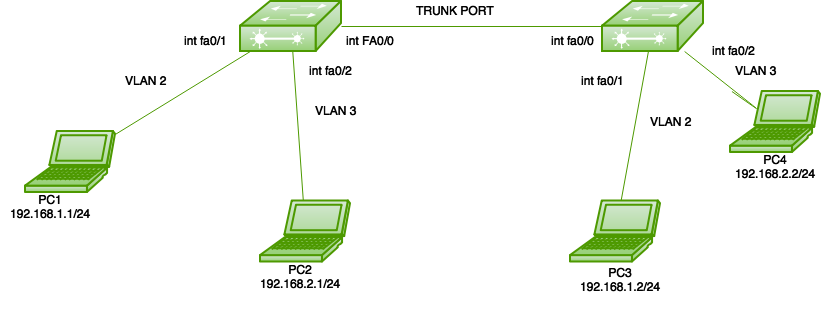 TRUNK PORT
int fa0/1
int FA0/0
int fa0/0
int fa0/2
VLAN 2
int fa0/2
int fa0/1
VLAN 3
VLAN 3
VLAN 2
PC1
192.168.1.1/24
PC2
192.168.2.1/24
PC3
192.168.1.2/24
PC4
192.168.2.2/24